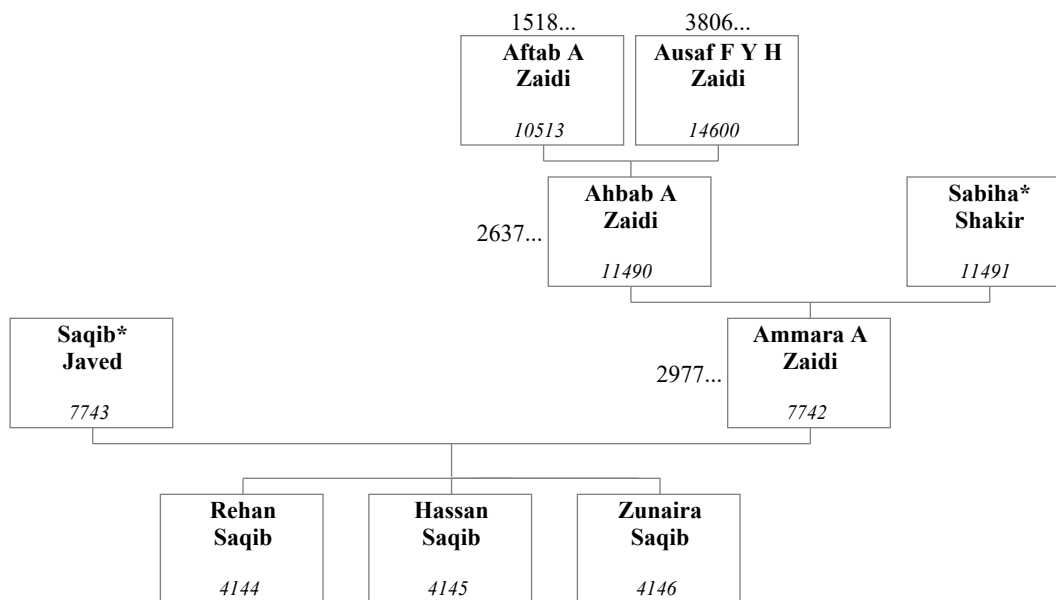 1518...
3806...
Aftab A
Zaidi
10513
Ausaf F Y H
Zaidi
14600
2637...
Ahbab A
Zaidi
11490
Sabiha*
Shakir
11491
Saqib*
Javed
7743
2977...
Ammara A
Zaidi
7742
Rehan
Saqib
4144
Hassan
Saqib
4145
Zunaira
Saqib
4146